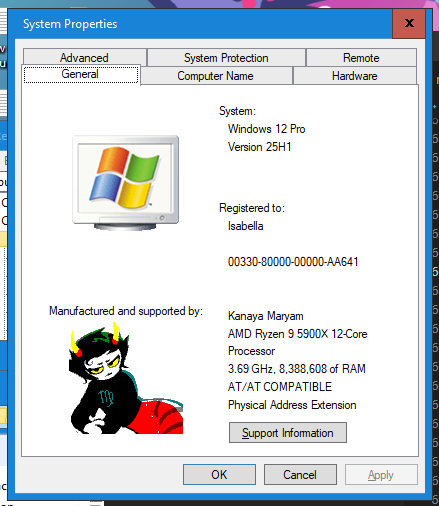 System Properties
Advanced
System Protection
Remote
General
Computer Name
Hardware
System:
Windows 12 Pro
Version 25H1
Registered to:
Isabella
00330-80000-00000-AA641
Manufactured and supported by:
Kanaya Maryam
AMD Ryzen 9 5900X 12-Core
Processor
3.69 GHz, 8,388,608 of RAM
AT/AT COMPATIBLE
Physical Address Extension
Support Information
OK
Cancel
Apply